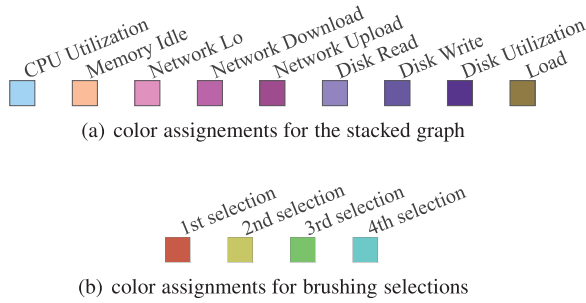 CPU Utilization
Memory Idle
Network Lo
Network Download
Network Upload
Disk Read
Disk Write
Disk Utilization
Load
(a) color assignements for the stacked graph
1st selection
2nd selection
3rd selection
4th selection
(b) color assignments for brushing selections